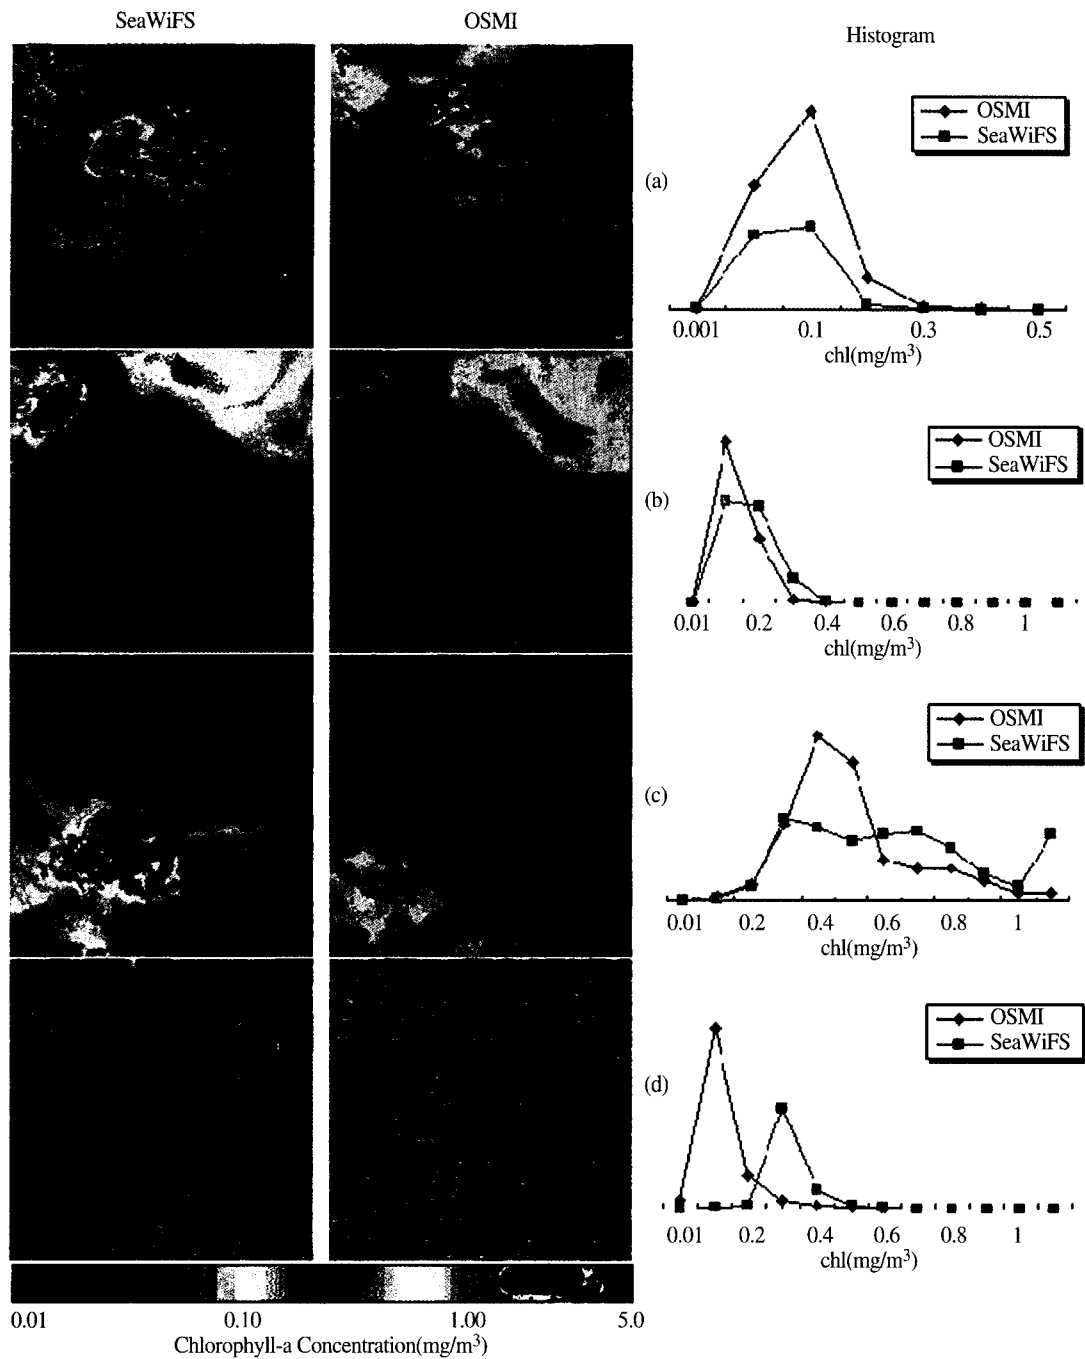 SeaWiFS
OSMI
Histogram
OSMI
SeaWiFS
(a)
0.001 0.1 0.3 0.5
chl(mg/m³)
OSMI
SeaWiFS
(b)
0.01 0.2 0.4 0.6 0.8 1
chl(mg/m³)
OSMI
SeaWiFS
(c)
0.01 0.2 0.4 0.6 0.8 1
chl(mg/m³)
OSMI
SeaWiFS
(d)
0.01 0.2 0.4 0.6 0.8 1
chl(mg/m³)
0.01 0.10 1.00 5.0
Chlorophyll-a Concentration(mg/m³)